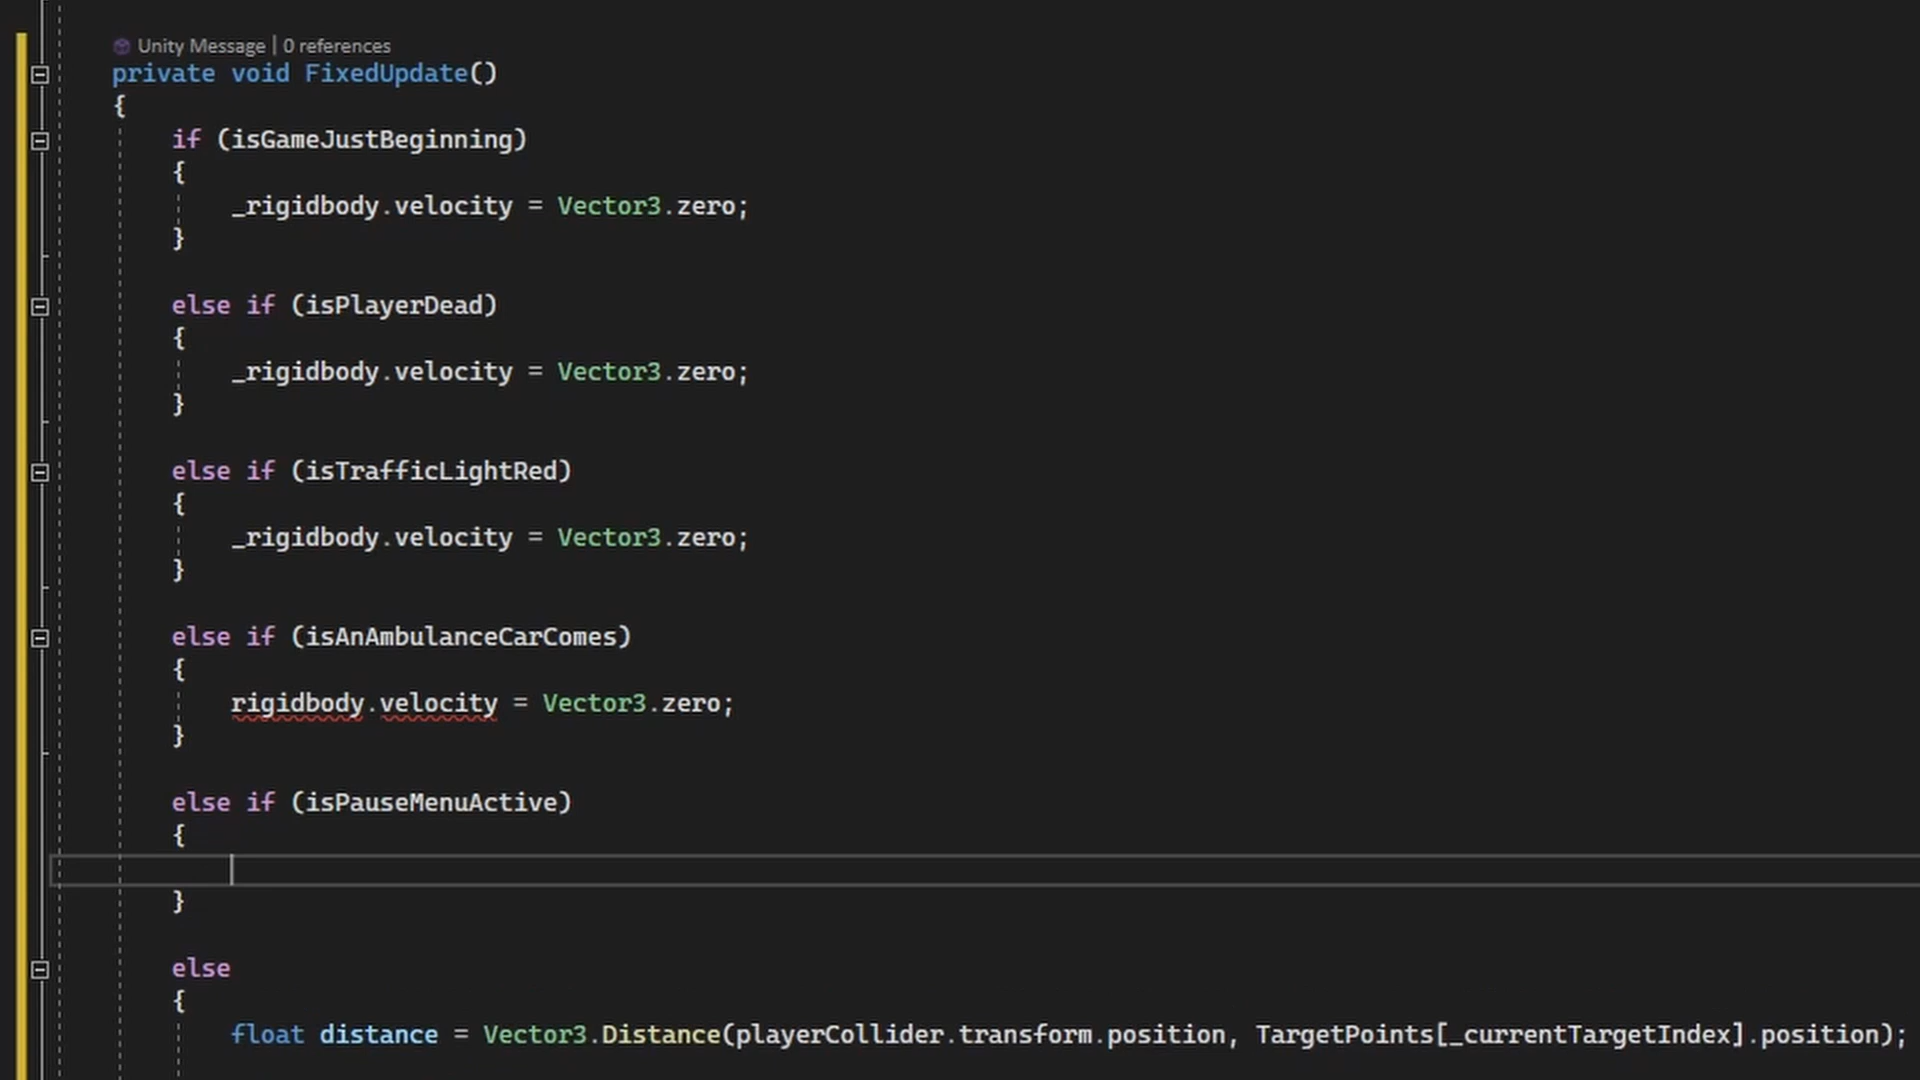 Unity Message | 0 references
private void FixedUpdate()
{
if (isGameJustBeginning)
{
_rigidbody.velocity = Vector3.zero;
}
else if (isPlayerDead)
{
_rigidbody.velocity = Vector3.zero;
}
else if (isTrafficLightRed)
{
_rigidbody.velocity = Vector3.zero;
}
else if (isAnAmbulanceCarComes)
{
rigidbody.velocity = Vector3.zero;
}
else if (isPauseMenuActive)
{
}
else
{
float distance = Vector3.Distance(playerCollider.transform.position, TargetPoints[_currentTargetIndex].position);